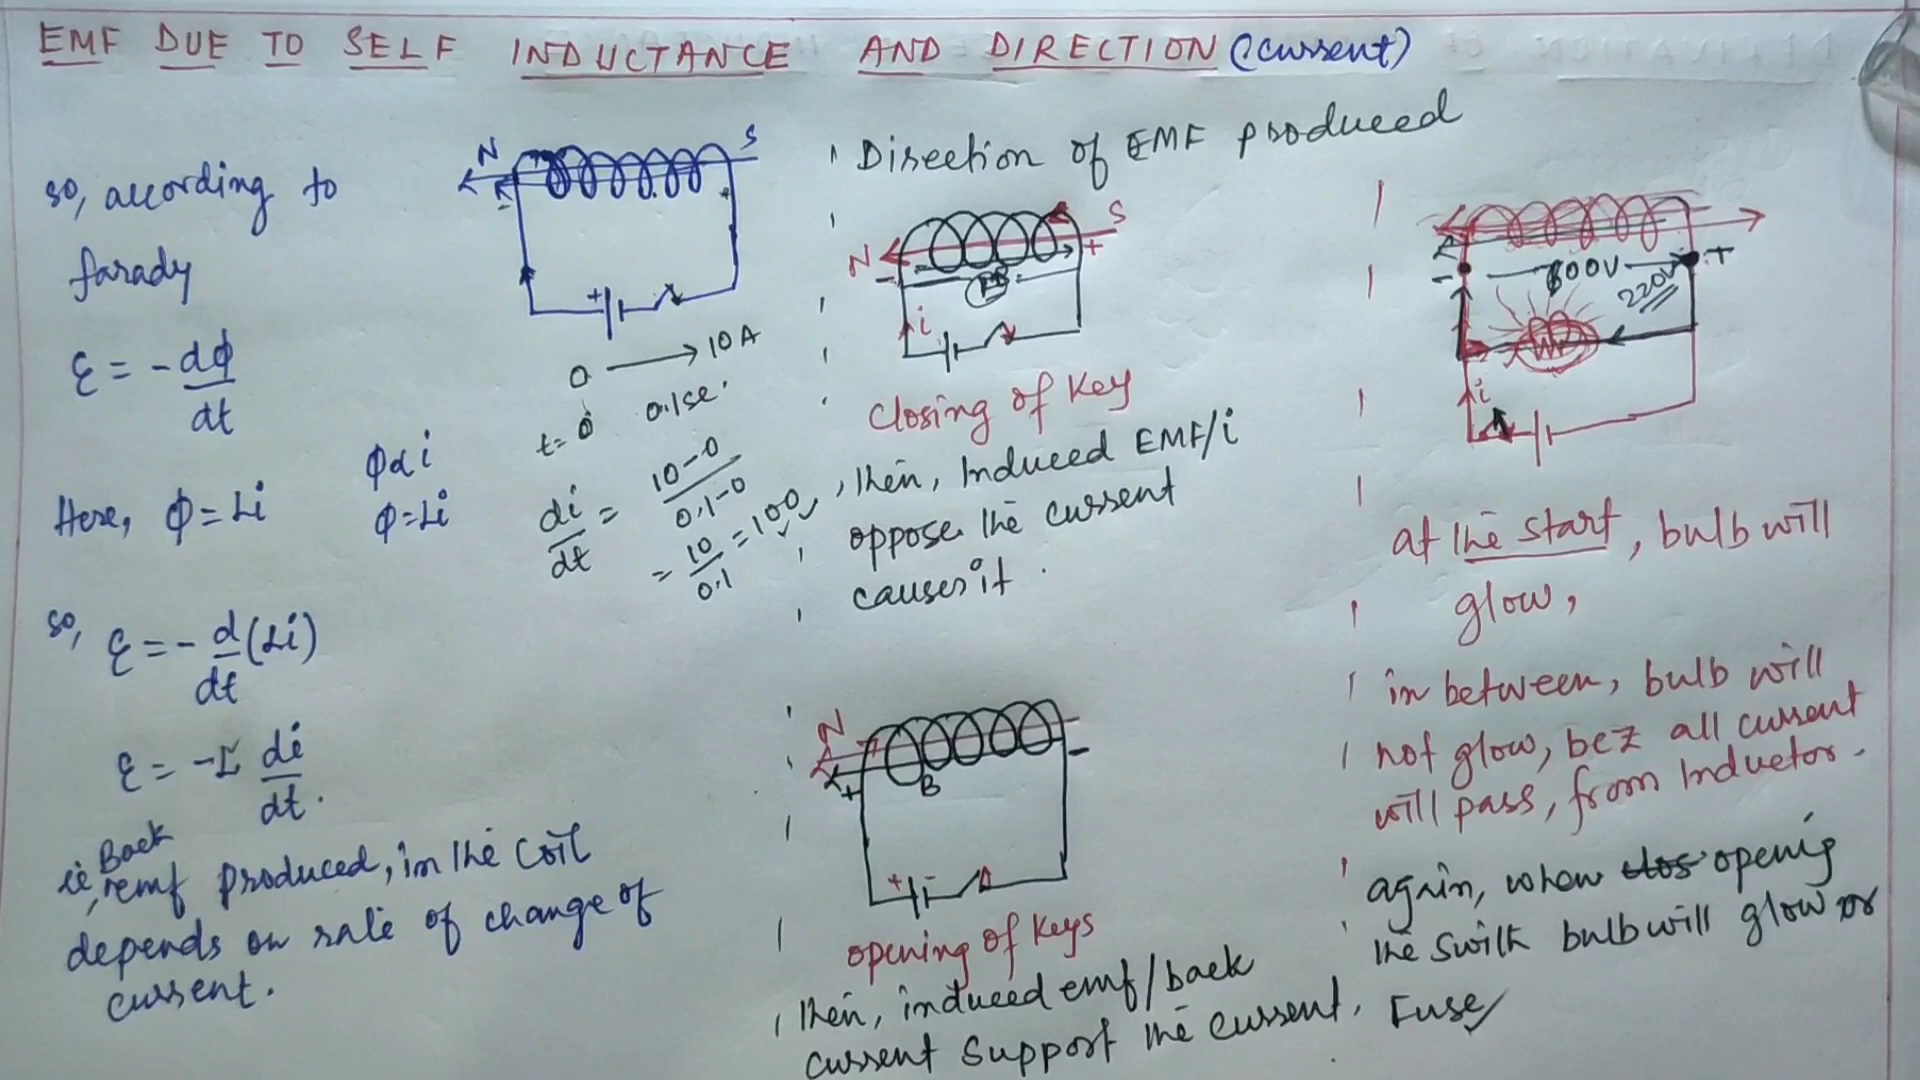 EMF DUE TO SELF INDUCTANCE AND DIRECTION (current)
so, according to
farady
ε = -dϕ
dt
Here, ϕ = Li
ϕ α i
ϕ = Li
so, ε = - d (Li)
dt
ε = -L di
dt.
ie, Back
emf produced, in the coil
depends on rate of change of
current.
N
S
-
+
0 → 10 A
t= 0 0.1se.
di = 10-0
dt 0.1-0
= 10 = 100
0.1
Direction of EMF produced
N
S
-
+
i
Closing of Key
then, Induced EMF/i
oppose the current
causes it.
N
B
+
-
+ -
opening of Keys
then, induced emf/back
current support the current.
-
+
600V
220V
i
at the start, bulb will
glow,
in between, bulb will
not glow, bcz all current
will pass, from Inductor.
again, when clos opening
the switch bulb will glow or
Fuse